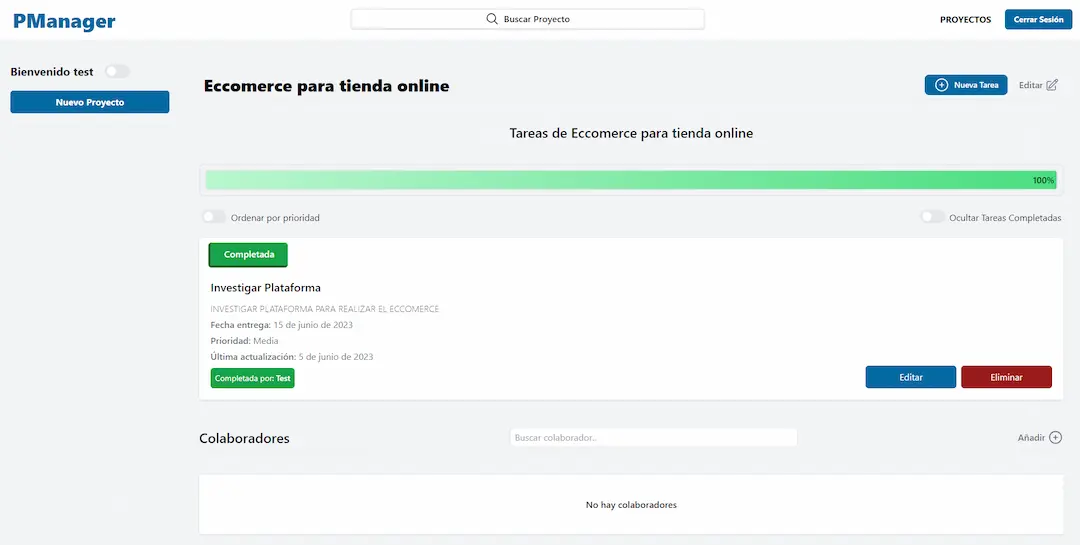 PManager
Buscar Proyecto
PROYECTOS
Cerrar Sesión
Bienvenido test
Nuevo Proyecto
Eccomerce para tienda online
Nueva Tarea
Editar
Tareas de Eccomerce para tienda online
100%
Ordenar por prioridad
Ocultar Tareas Completadas
Completada
Investigar Plataforma
INVESTIGAR PLATAFORMA PARA REALIZAR EL ECCOMERCE
Fecha entrega: 15 de junio de 2023
Prioridad: Media
Última actualización: 5 de junio de 2023
Completada por: Test
Editar
Eliminar
Colaboradores
Buscar colaborador..
Añadir
No hay colaboradores